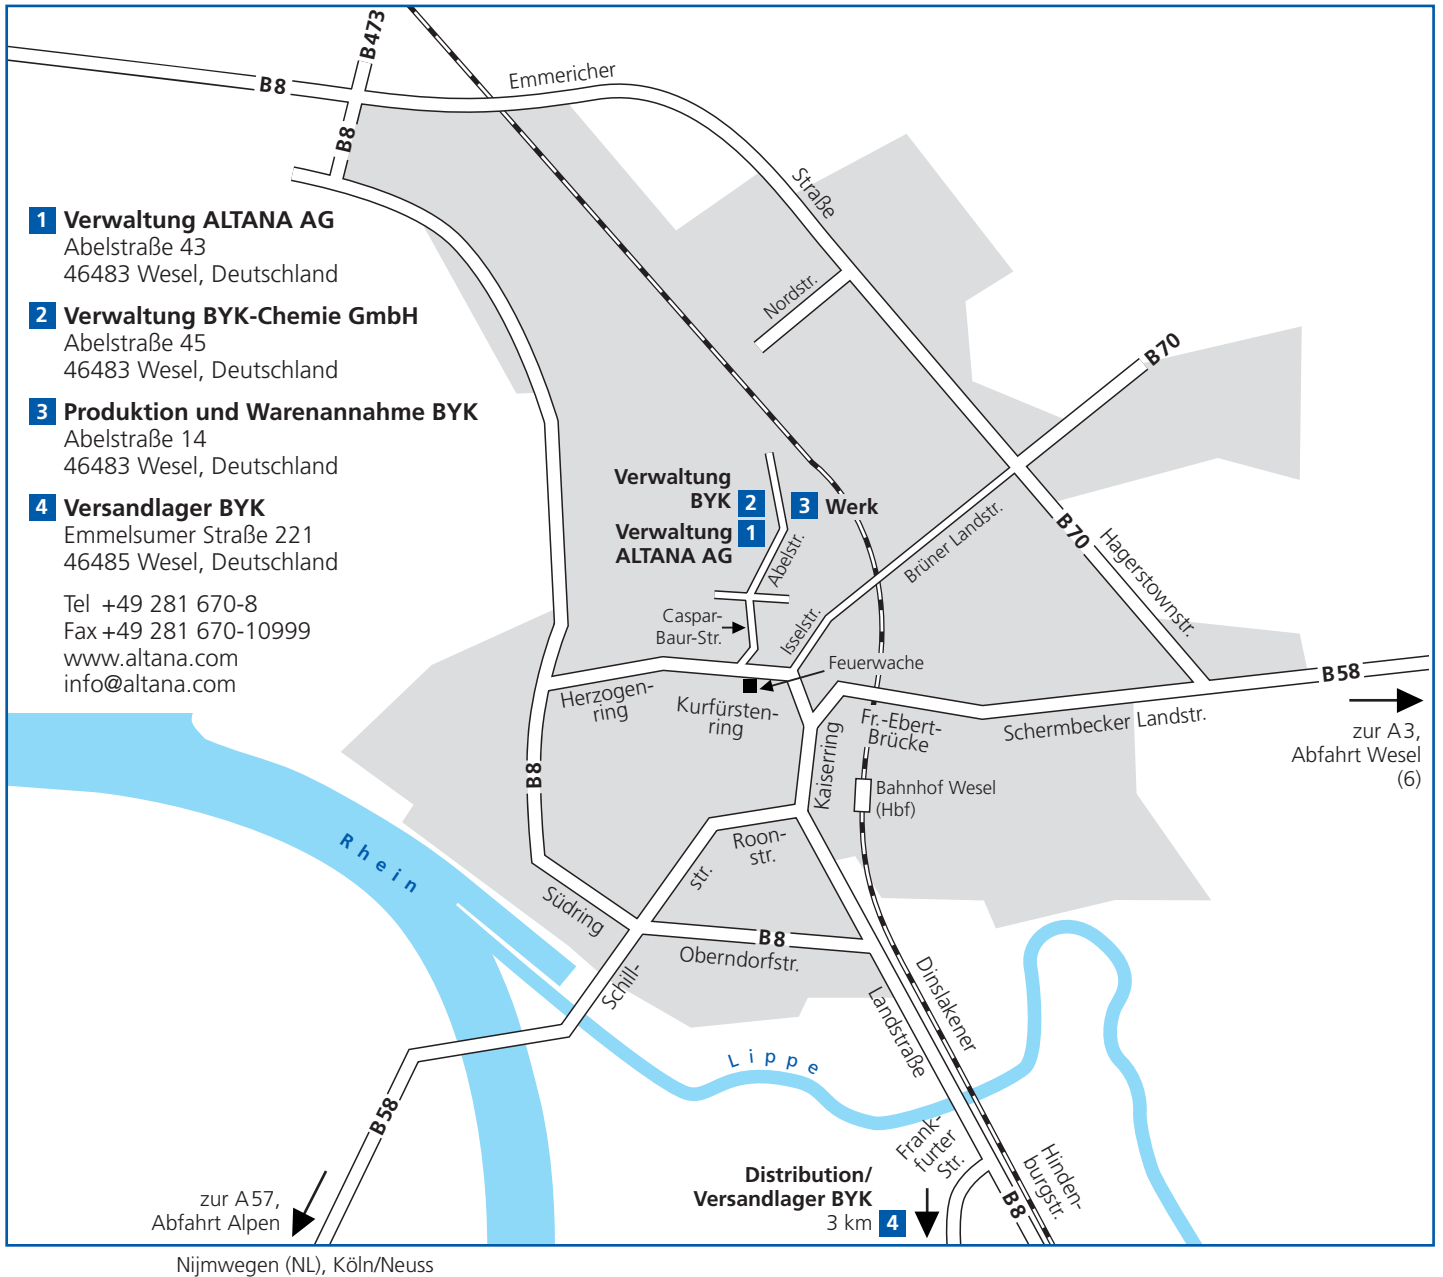 B473
B8
Emmericher
B8
Straße
1 Verwaltung ALTANA AG
Abelstraße 43
46483 Wesel, Deutschland
2 Verwaltung BYK-Chemie GmbH
Abelstraße 45
46483 Wesel, Deutschland
3 Produktion und Warenannahme BYK
Abelstraße 14
46483 Wesel, Deutschland
4 Versandlager BYK
Emmelsumer Straße 221
46485 Wesel, Deutschland
Tel +49 281 670-8
Fax +49 281 670-10999
www.altana.com
info@altana.com
Nordstr.
B70
Verwaltung
BYK 2
3 Werk
Verwaltung 1
ALTANA AG
Abelstr.
Brüner Landstr.
B70
Hagerstownstr.
Caspar-
Baur-Str.
Isselstr.
Feuerwache
Herzogen-
ring
Kurfürsten-
ring
Kaiserring
Fr.-Ebert-
Brücke
Schermbecker Landstr.
B58
zur A3,
Abfahrt Wesel
(6)
B8
Bahnhof Wesel
(Hbf)
Rhein
Roon-
str.
str.
Südring
B8
Oberndorfstr.
Schill-
Landstraße
Dinslakener
Lippe
B58
Frank-
furter
Str.
Hinden-
burgstr.
B8
Distribution/
Versandlager BYK
3 km 4
zur A57,
Abfahrt Alpen
Nijmwegen (NL), Köln/Neuss